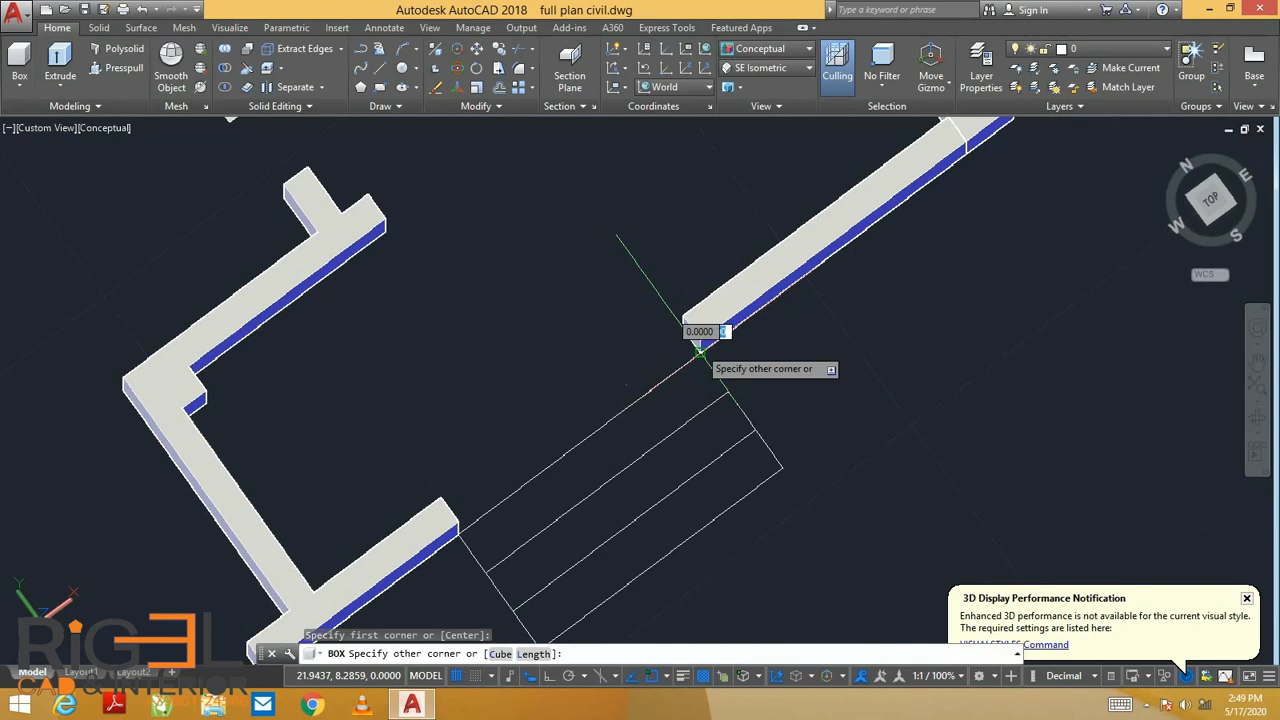 Autodesk AutoCAD 2018 full plan civil.dwg
Type a keyword or phrase
Sign In
Home Solid Surface Mesh Visualize Parametric Insert Annotate View Manage Output Add-ins A360 Express Tools Featured Apps
Box
Extrude
Polysolid
Presspull
Smooth Object
Extract Edges
Separate
Section Plane
World
Conceptual
SE Isometric
Culling
No Filter
Move Gizmo
Layer Properties
0
Make Current
Match Layer
Group
Base
Modeling Mesh Solid Editing Draw Modify Section Coordinates View Selection Layers Groups View
[−][Custom View][Conceptual]
N
E
TOP
W
S
WCS
0.0000
Specify other corner or
Y
X
3D Display Performance Notification
Enhanced 3D performance is not available for the current visual style.
The required settings are listed here:
VISUALSTYLES Command
Specify first corner or [Center]:
BOX Specify other corner or [Cube Length]:
RIGEL
CAD & INTERIOR
Model Layout1 Layout2 +
21.9437, 8.2859, 0.0000 MODEL
1:1 / 100%
Decimal
2:49 PM
5/17/2020